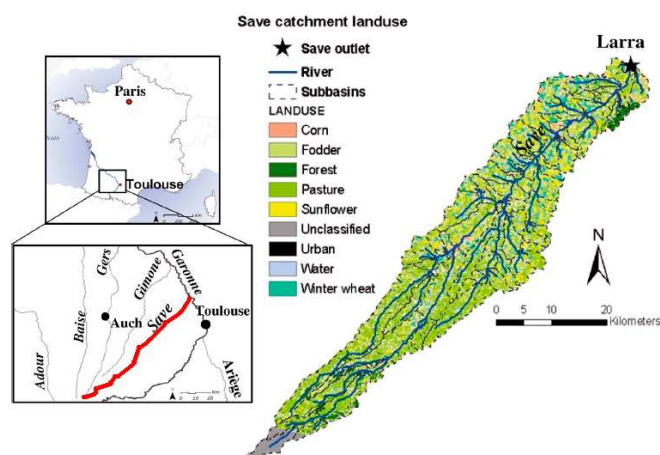 Save catchment landuse
Save outlet
River
Subbasins
LANDUSE
Corn
Fodder
Forest
Pasture
Sunflower
Unclassified
Urban
Water
Winter wheat
Larra
Save
N
0 5 10 20
Kilometers
Paris
Toulouse
Gers
Gimone
Garonne
Baise
Auch
Save
Toulouse
Adour
Ariège